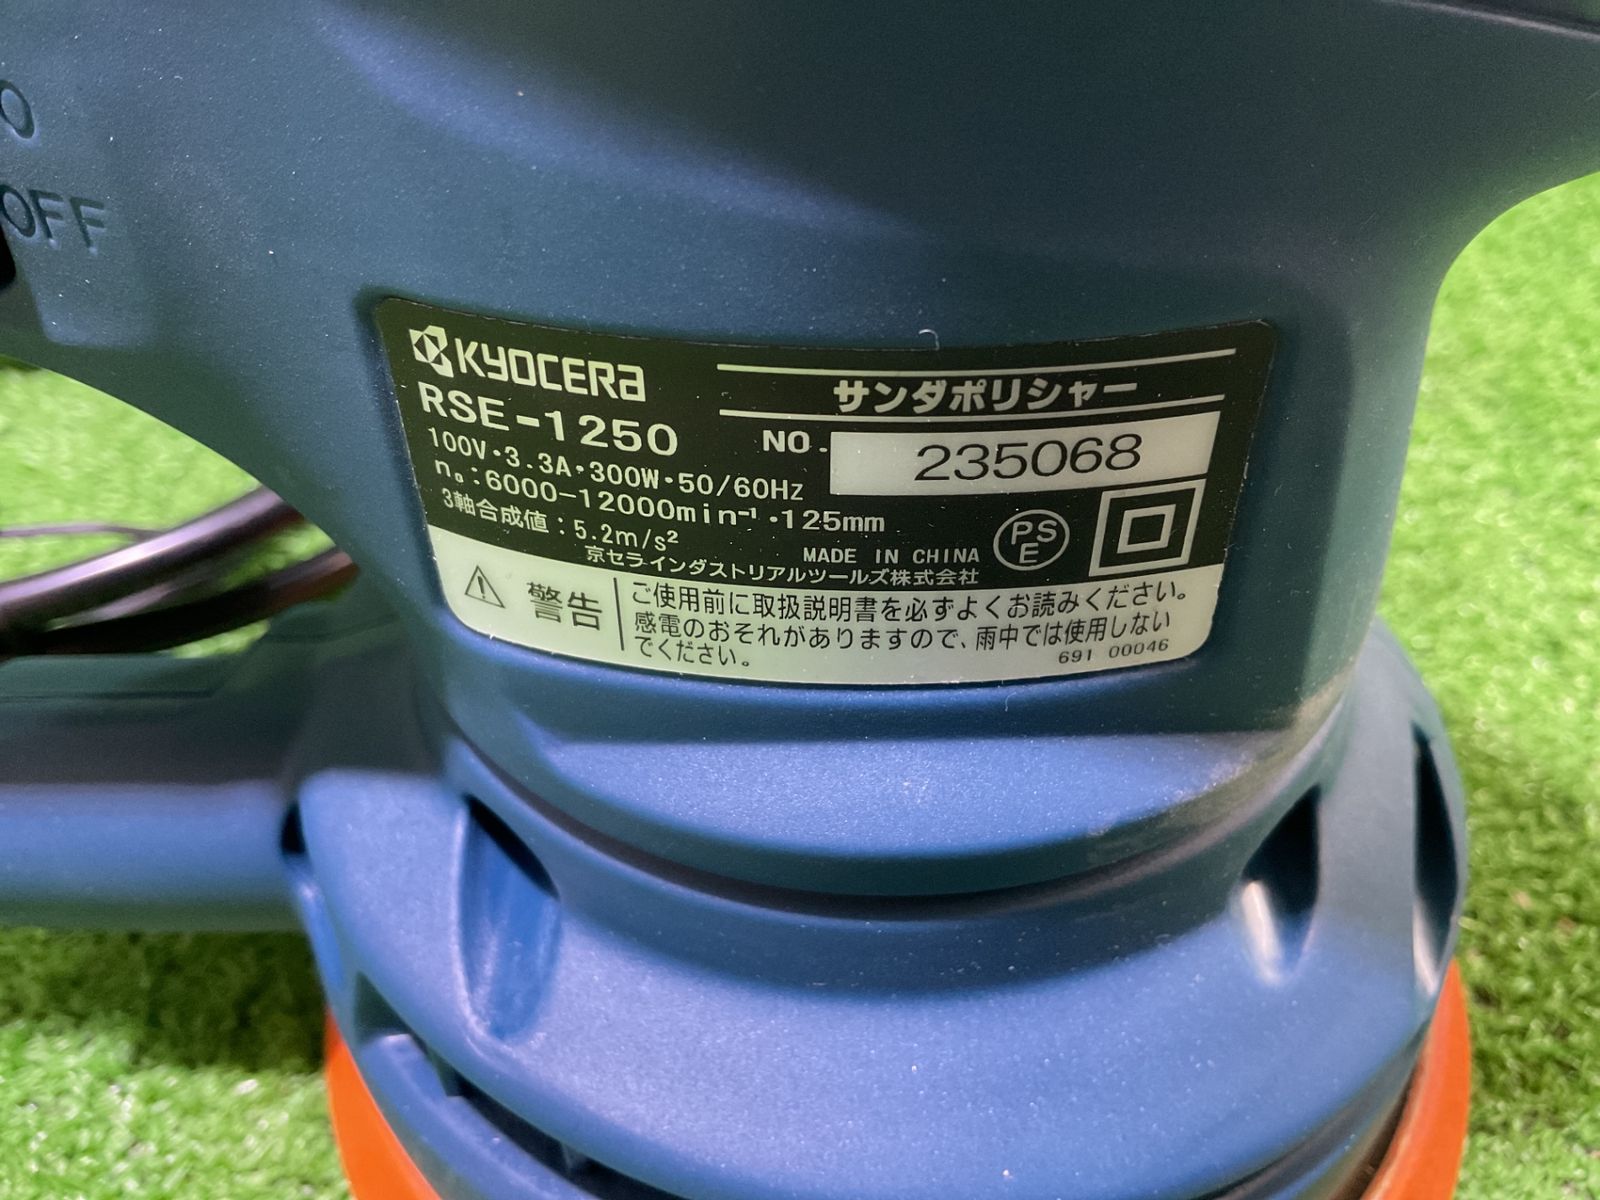 O
OFF
KYOCERA
サンダポリシャー
RSE-1250
NO. 235068
100V・3.3A・300W・50/60Hz
n₀:6000-12000min⁻¹・125mm
3軸合成値:5.2m/s²
MADE IN CHINA
PS
E
京セラインダストリアルツールズ株式会社
警告
ご使用前に取扱説明書を必ずよくお読みください。
感電のおそれがありますので、雨中では使用しない
でください。
691 00046